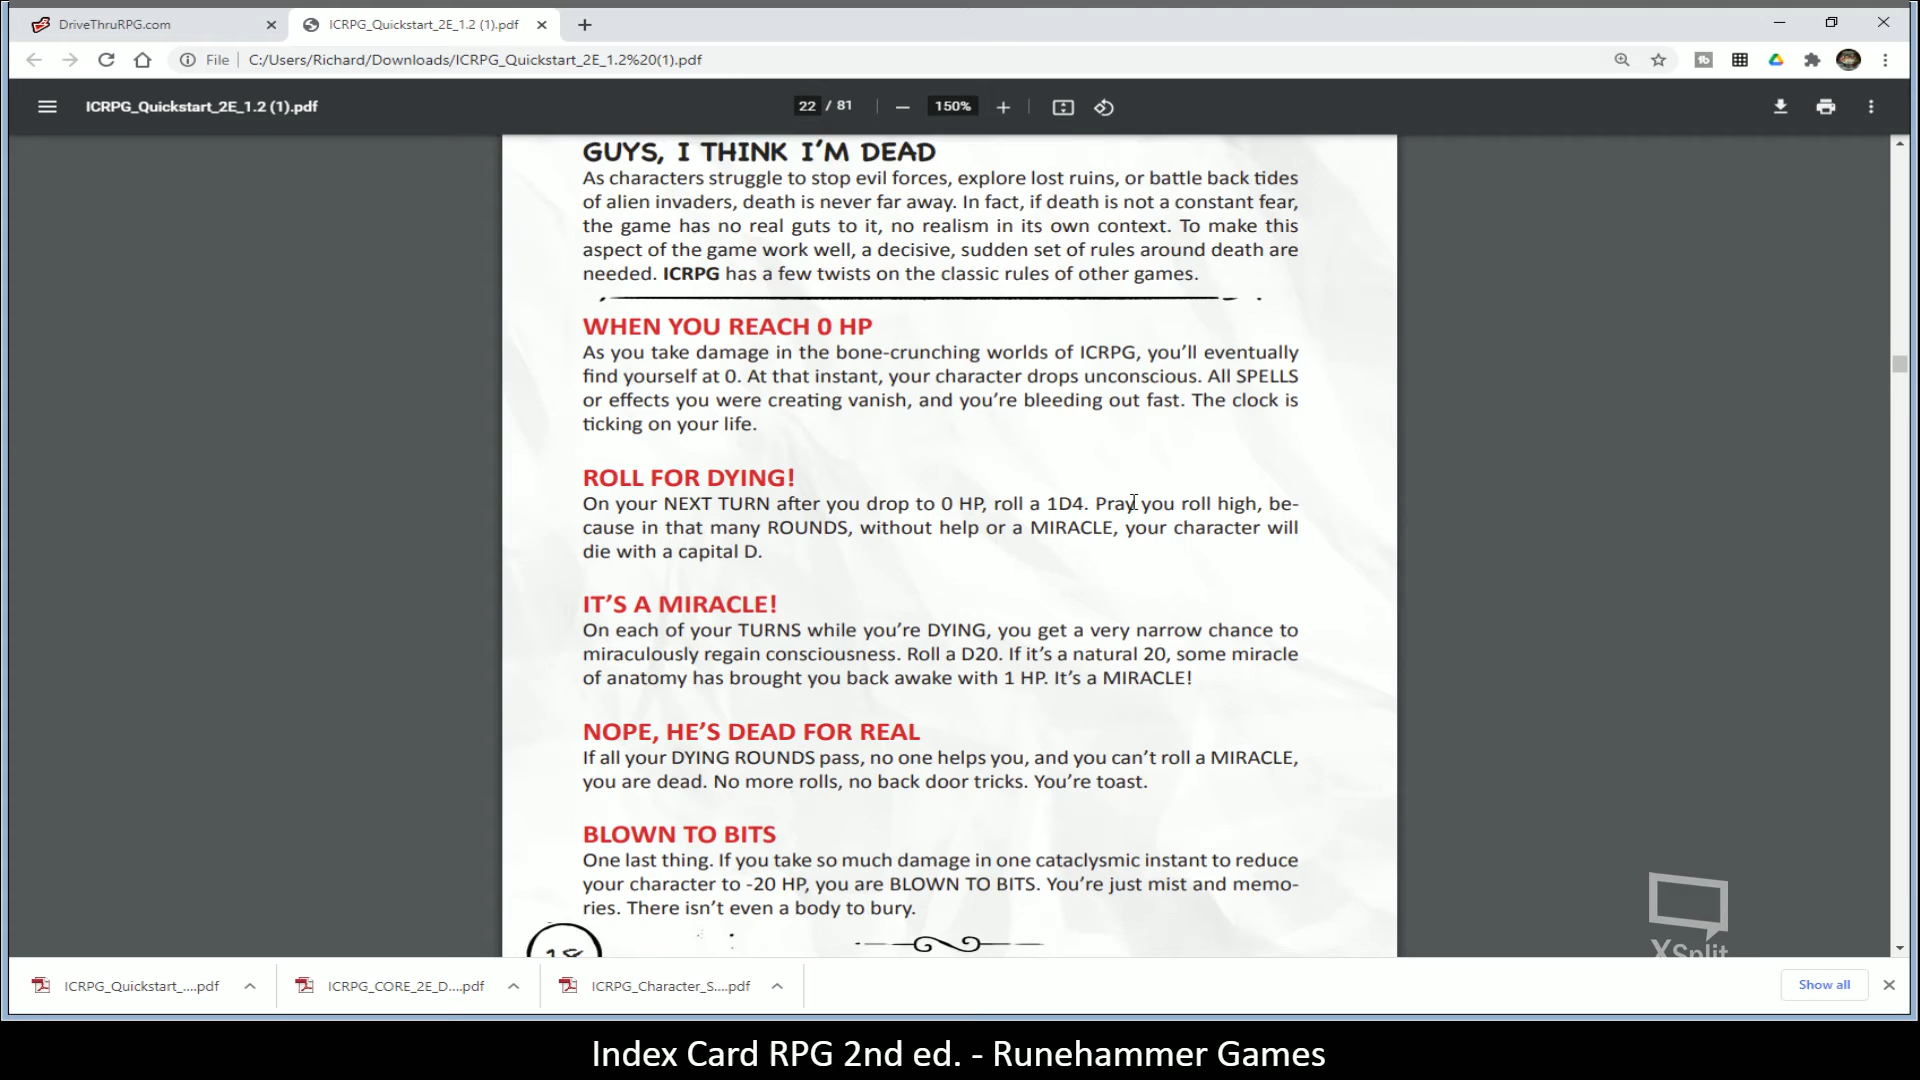 DriveThruRPG.com
ICRPG_Quickstart_2E_1.2 (1).pdf
File
C:/Users/Richard/Downloads/ICRPG_Quickstart_2E_1.2%20(1).pdf
ICRPG_Quickstart_2E_1.2 (1).pdf
22 / 81
150%
GUYS, I THINK I'M DEAD
As characters struggle to stop evil forces, explore lost ruins, or battle back tides
of alien invaders, death is never far away. In fact, if death is not a constant fear,
the game has no real guts to it, no realism in its own context. To make this
aspect of the game work well, a decisive, sudden set of rules around death are
needed. ICRPG has a few twists on the classic rules of other games.
WHEN YOU REACH 0 HP
As you take damage in the bone-crunching worlds of ICRPG, you'll eventually
find yourself at 0. At that instant, your character drops unconscious. All SPELLS
or effects you were creating vanish, and you're bleeding out fast. The clock is
ticking on your life.
ROLL FOR DYING!
On your NEXT TURN after you drop to 0 HP, roll a 1D4. Pray you roll high, be-
cause in that many ROUNDS, without help or a MIRACLE, your character will
die with a capital D.
IT'S A MIRACLE!
On each of your TURNS while you're DYING, you get a very narrow chance to
miraculously regain consciousness. Roll a D20. If it's a natural 20, some miracle
of anatomy has brought you back awake with 1 HP. It's a MIRACLE!
NOPE, HE'S DEAD FOR REAL
If all your DYING ROUNDS pass, no one helps you, and you can't roll a MIRACLE,
you are dead. No more rolls, no back door tricks. You're toast.
BLOWN TO BITS
One last thing. If you take so much damage in one cataclysmic instant to reduce
your character to -20 HP, you are BLOWN TO BITS. You're just mist and memo-
ries. There isn't even a body to bury.
XSplit
ICRPG_Quickstart_....pdf
ICRPG_CORE_2E_D....pdf
ICRPG_Character_S....pdf
Show all
Index Card RPG 2nd ed. - Runehammer Games